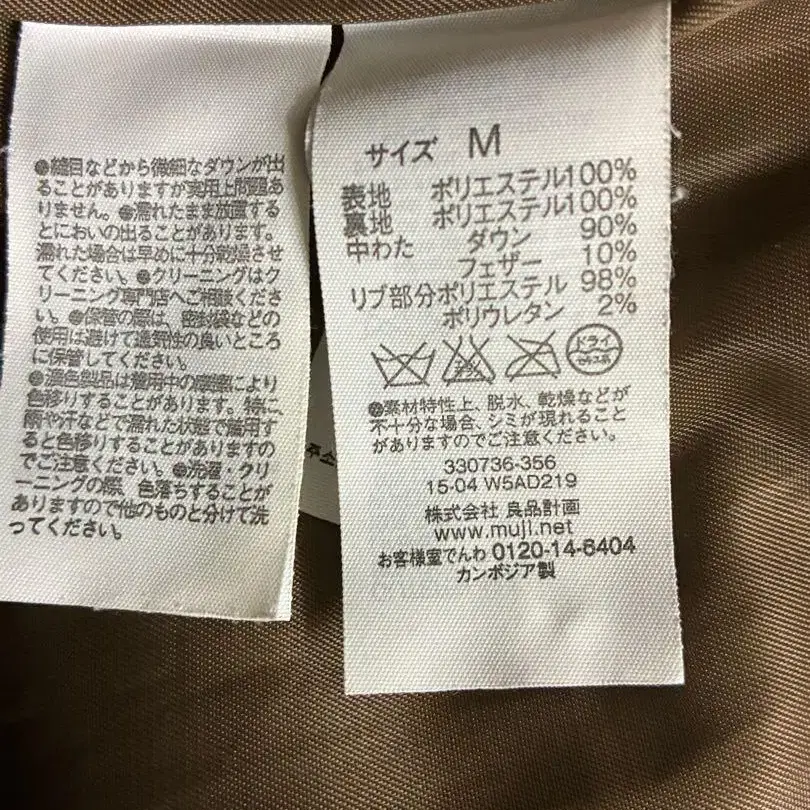 ●縫目などから微細なダウンが出
ることがありますが実用上問題あ
りません。●濡れたまま放置する
とにおいの出ることがあります。
濡れた場合は早めに十分乾燥させ
てください。●クリーニングはク
リーニング専門店へご相談くださ
い。●保管の際は、密封袋などの
使用は避けて通気性の良いところ
に保管してください。
●濃色製品は着用中の摩擦により
色移りすることがあります。特に、
雨や汗などで濡れた状態で着用す
ると色移りすることがありますの
でご注意ください。●洗濯・クリ
ーニングの際 色落ちすることが
ありますので他のものと分けて洗
ってください。
주소
サイズ M
表地 ポリエステル100%
裏地 ポリエステル100%
中わた ダウン 90%
フェザー 10%
リブ部分ポリエステル 98%
ポリウレタン 2%
ドライ
セキユ系
●素材特性上、脱水、乾燥などが
不十分な場合、シミが現れること
がありますのでご注意ください。
330736-356
15-04 W5AD219
株式会社 良品計画
www.muji.net
お客様室でんわ 0120-14-6404
カンボジア製